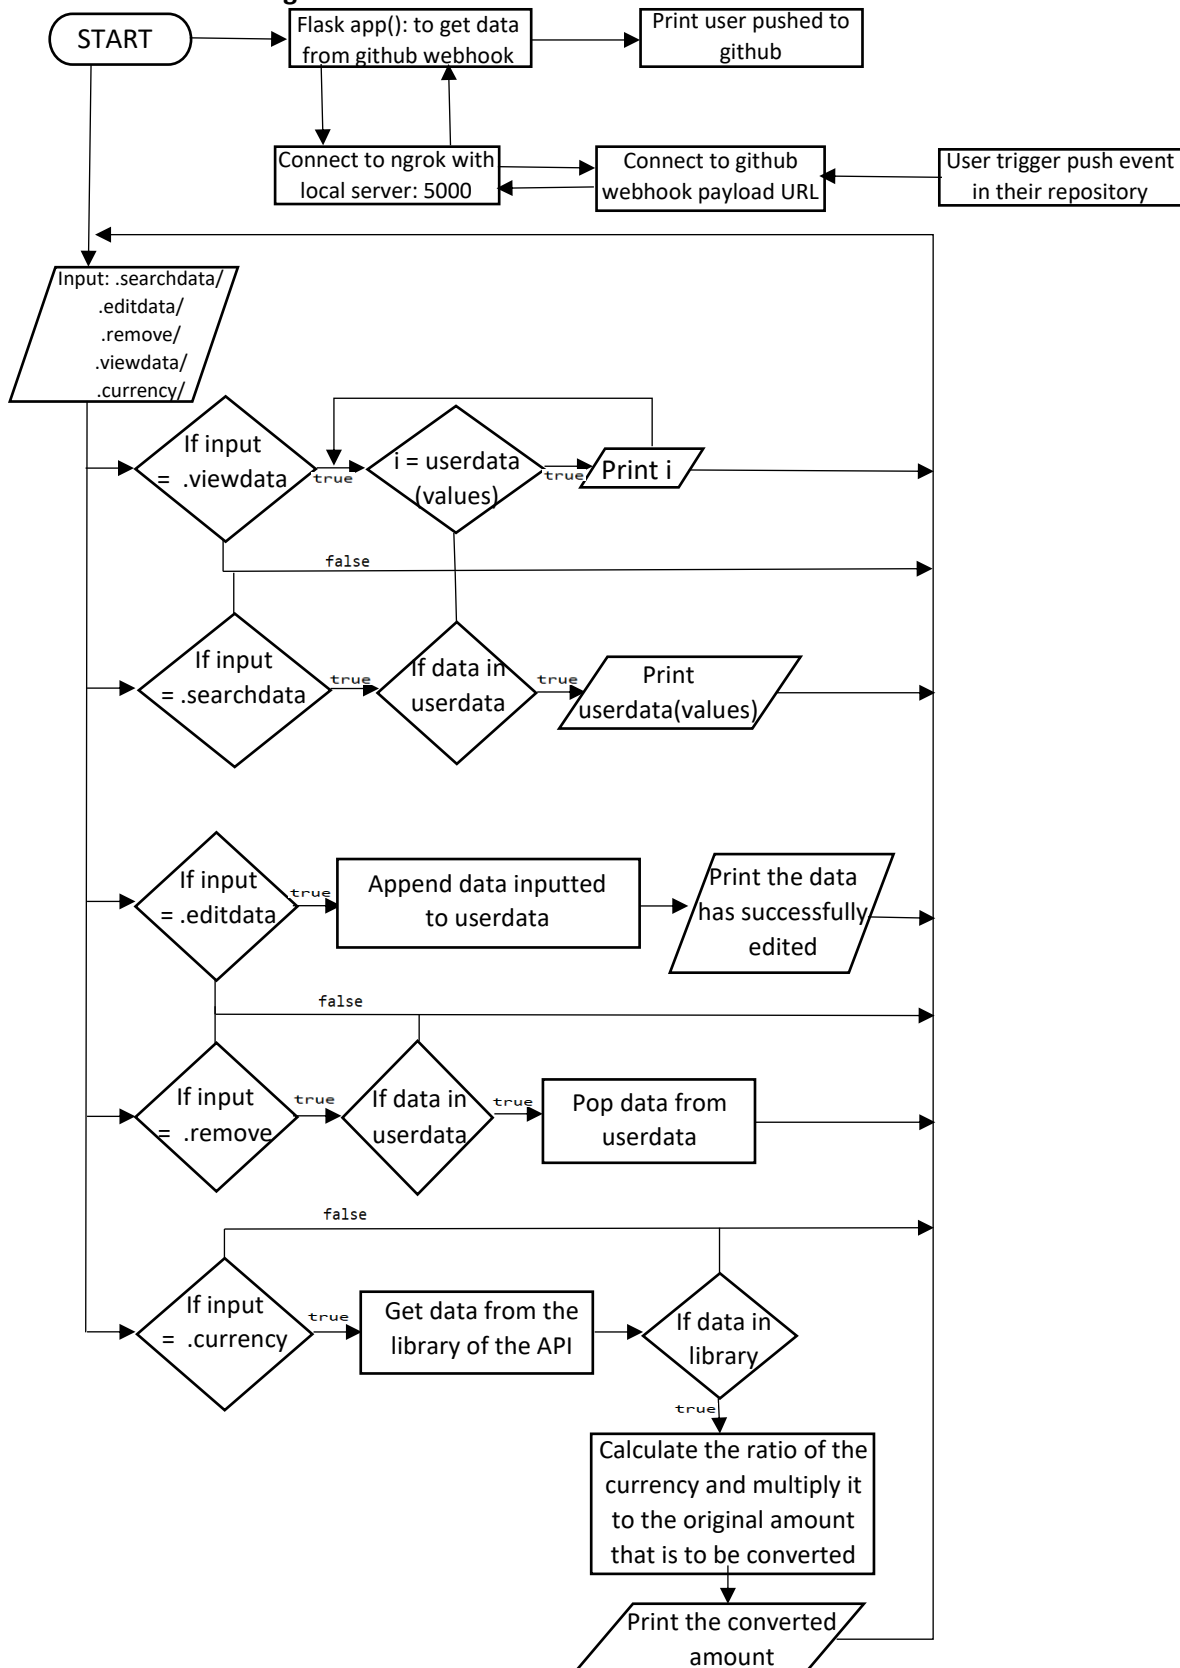 START
Flask app(): to get data
from github webhook
Print user pushed to
github
Connect to ngrok with
local server: 5000
Connect to github
webhook payload URL
User trigger push event
in their repository
Input: .searchdata/
.editdata/
.remove/
.viewdata/
.currency/
If input
= .viewdata
true
i = userdata
(values)
true
Print i
false
If input
= .searchdata
true
If data in
userdata
true
Print
userdata(values)
If input
= .editdata
true
Append data inputted
to userdata
Print the data
has successfully
edited
false
If input
= .remove
true
If data in
userdata
true
Pop data from
userdata
false
If input
= .currency
true
Get data from the
library of the API
If data in
library
true
Calculate the ratio of the
currency and multiply it
to the original amount
that is to be converted
Print the converted
amount